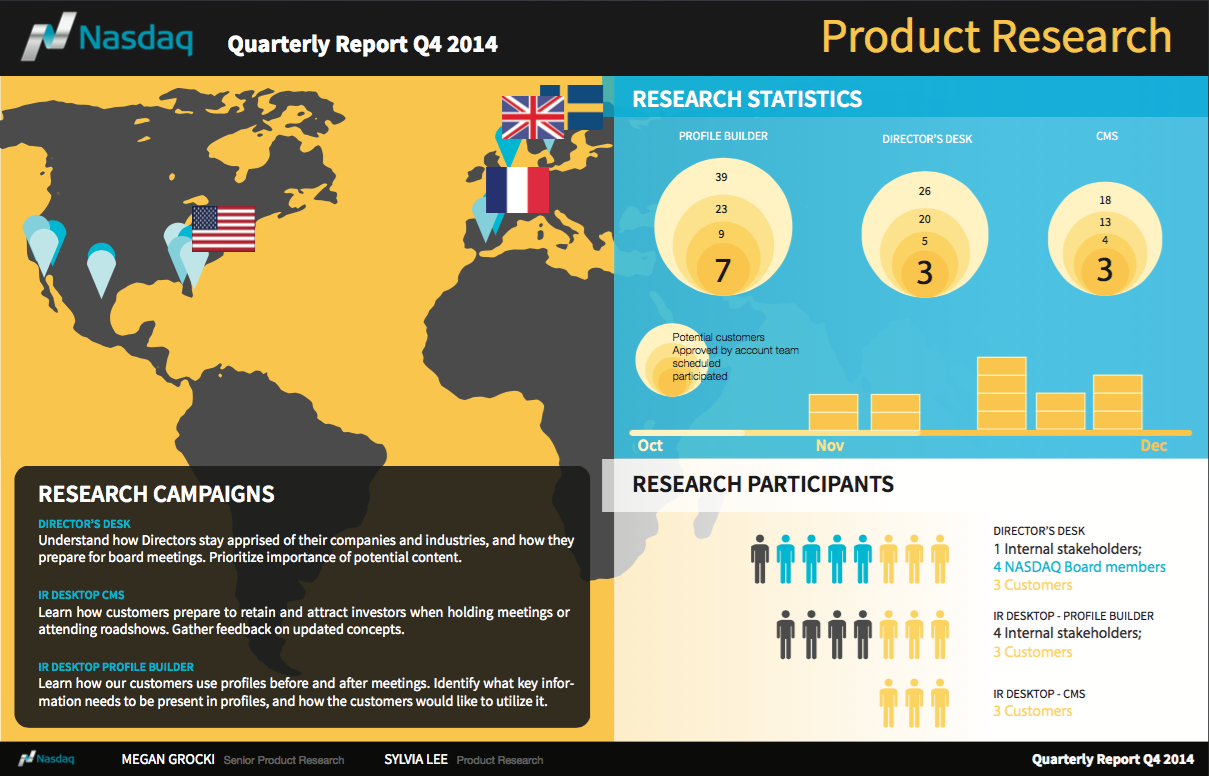 Nasdaq
Quarterly Report Q4 2014
Product Research
RESEARCH STATISTICS
PROFILE BUILDER
DIRECTOR'S DESK
CMS
39
23
9
7
26
20
5
3
18
13
4
3
Potential customers
Approved by account team
scheduled
participated
Oct
Nov
Dec
RESEARCH CAMPAIGNS
DIRECTOR'S DESK
Understand how Directors stay apprised of their companies and industries, and how they
prepare for board meetings. Prioritize importance of potential content.
IR DESKTOP CMS
Learn how customers prepare to retain and attract investors when holding meetings or
attending roadshows. Gather feedback on updated concepts.
IR DESKTOP PROFILE BUILDER
Learn how our customers use profiles before and after meetings. Identify what key infor-
mation needs to be present in profiles, and how the customers would like to utilize it.
RESEARCH PARTICIPANTS
DIRECTOR'S DESK
1 Internal stakeholders;
4 NASDAQ Board members
3 Customers
IR DESKTOP - PROFILE BUILDER
4 Internal stakeholders;
3 Customers
IR DESKTOP - CMS
3 Customers
Nasdaq
MEGAN GROCKI Senior Product Research
SYLVIA LEE Product Research
Quarterly Report Q4 2014